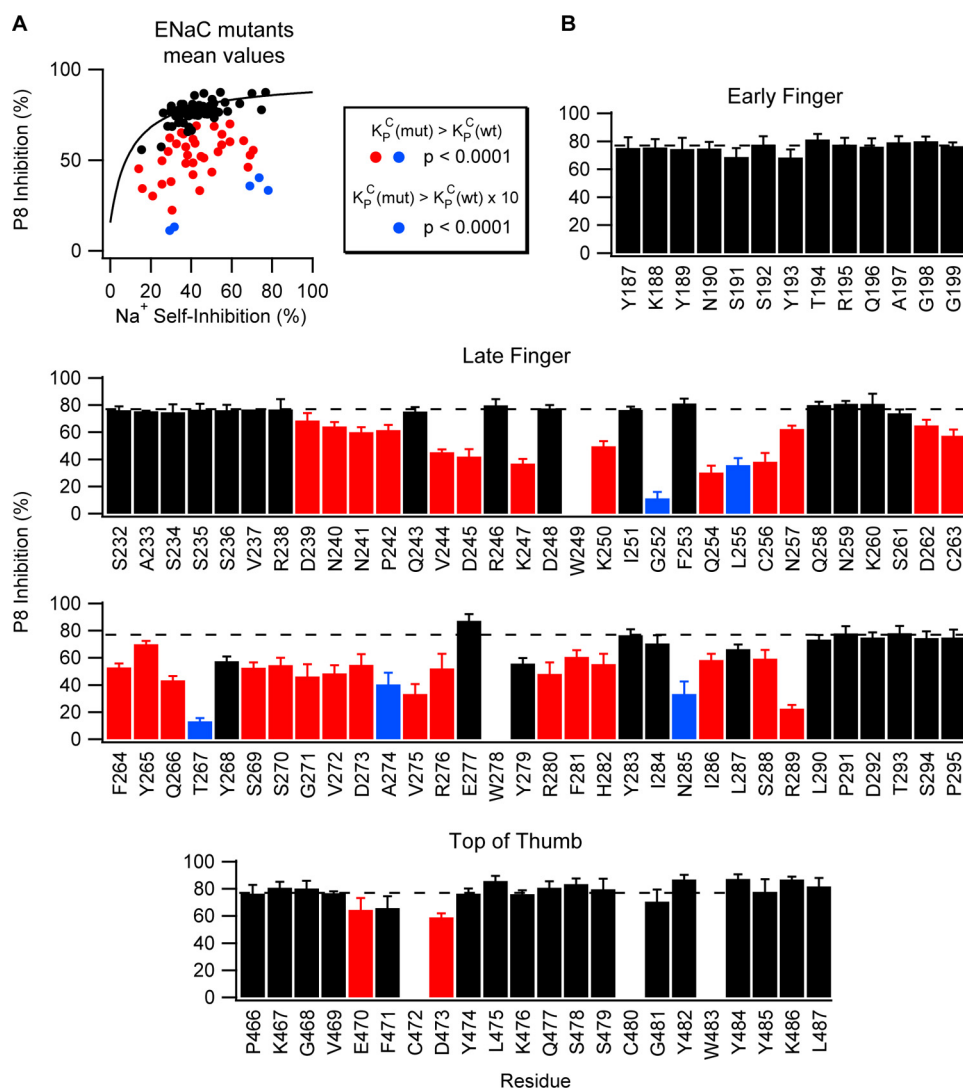 A
ENaC mutants
mean values
P8 Inhibition (%)
100
50
0
0 20 40 60 80 100
Na+ Self-Inhibition (%)
K_P^C(mut) > K_P^C(wt)
p < 0.0001
K_P^C(mut) > K_P^C(wt) x 10
p < 0.0001
B
Early Finger
100
80
60
40
20
0
Y187 K188 Y189 N190 S191 S192 Y193 T194 R195 Q196 A197 G198 G199
Late Finger
P8 Inhibition (%)
100
80
60
40
20
0
S232 A233 S234 S235 S236 V237 R238 D239 N240 N241 P242 Q243 V244 D245 R246 K247 D248 W249 K250 I251 G252 F253 Q254 L255 C256 N257 Q258 N259 K260 S261 D262 C263
100
80
60
40
20
0
F264 Y265 Q266 T267 Y268 S269 S270 G271 V272 D273 A274 V275 R276 E277 W278 Y279 R280 F281 H282 Y283 I284 N285 I286 L287 S288 R289 L290 P291 D292 T293 S294 P295
Top of Thumb
100
80
60
40
20
0
P466 K467 G468 V469 E470 F471 C472 D473 Y474 L475 K476 Q477 S478 S479 C480 G481 Y482 W483 Y484 Y485 K486 L487
Residue